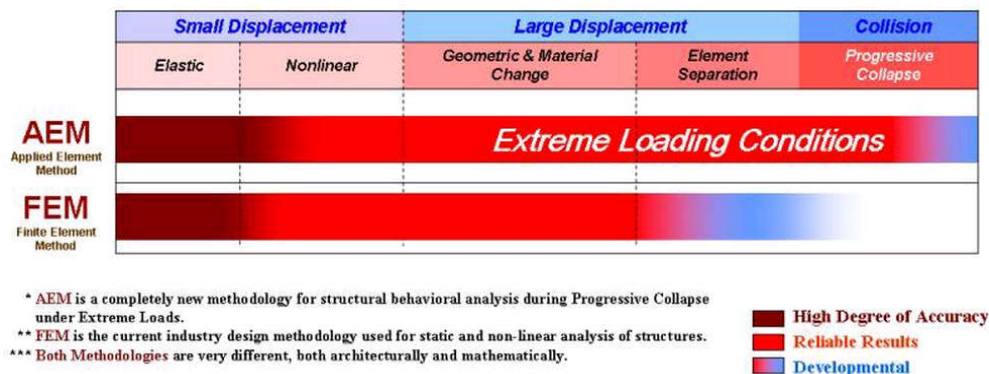 Small Displacement Large Displacement Collision
Elastic Nonlinear Geometric & Material Change Element Separation Progressive Collapse
AEM
Applied Element
Method
Extreme Loading Conditions
FEM
Finite Element
Method
* AEM is a completely new methodology for structural behavioral analysis during Progressive Collapse
under Extreme Loads.
** FEM is the current industry design methodology used for static and non-linear analysis of structures.
*** Both Methodologies are very different, both architecturally and mathematically.
High Degree of Accuracy
Reliable Results
Developmental